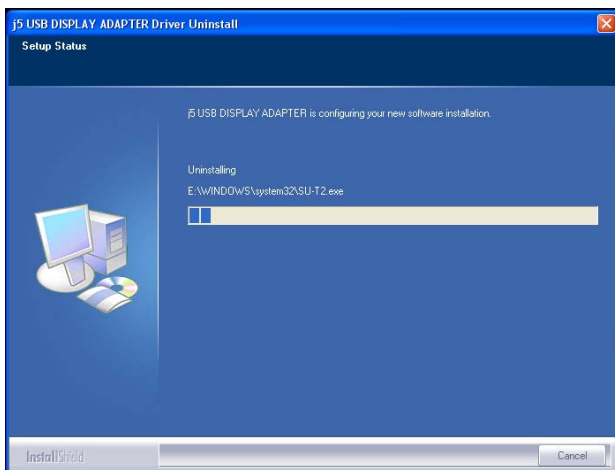 j5 USB DISPLAY ADAPTER Driver Uninstall
Setup Status
j5 USB DISPLAY ADAPTER is configuring your new software installation.
Uninstalling
E:\WINDOWS\system32\SU-T2.exe
InstallShield
Cancel